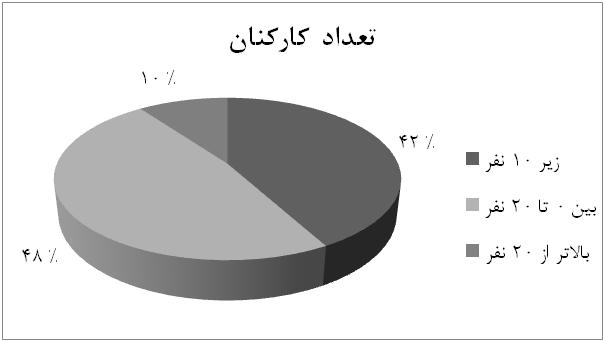 تعداد کارکنان
۱۰ %
۴۲ %
۴۸ %
زیر ۱۰ نفر
بین ۰ تا ۲۰ نفر
بالاتر از ۲۰ نفر